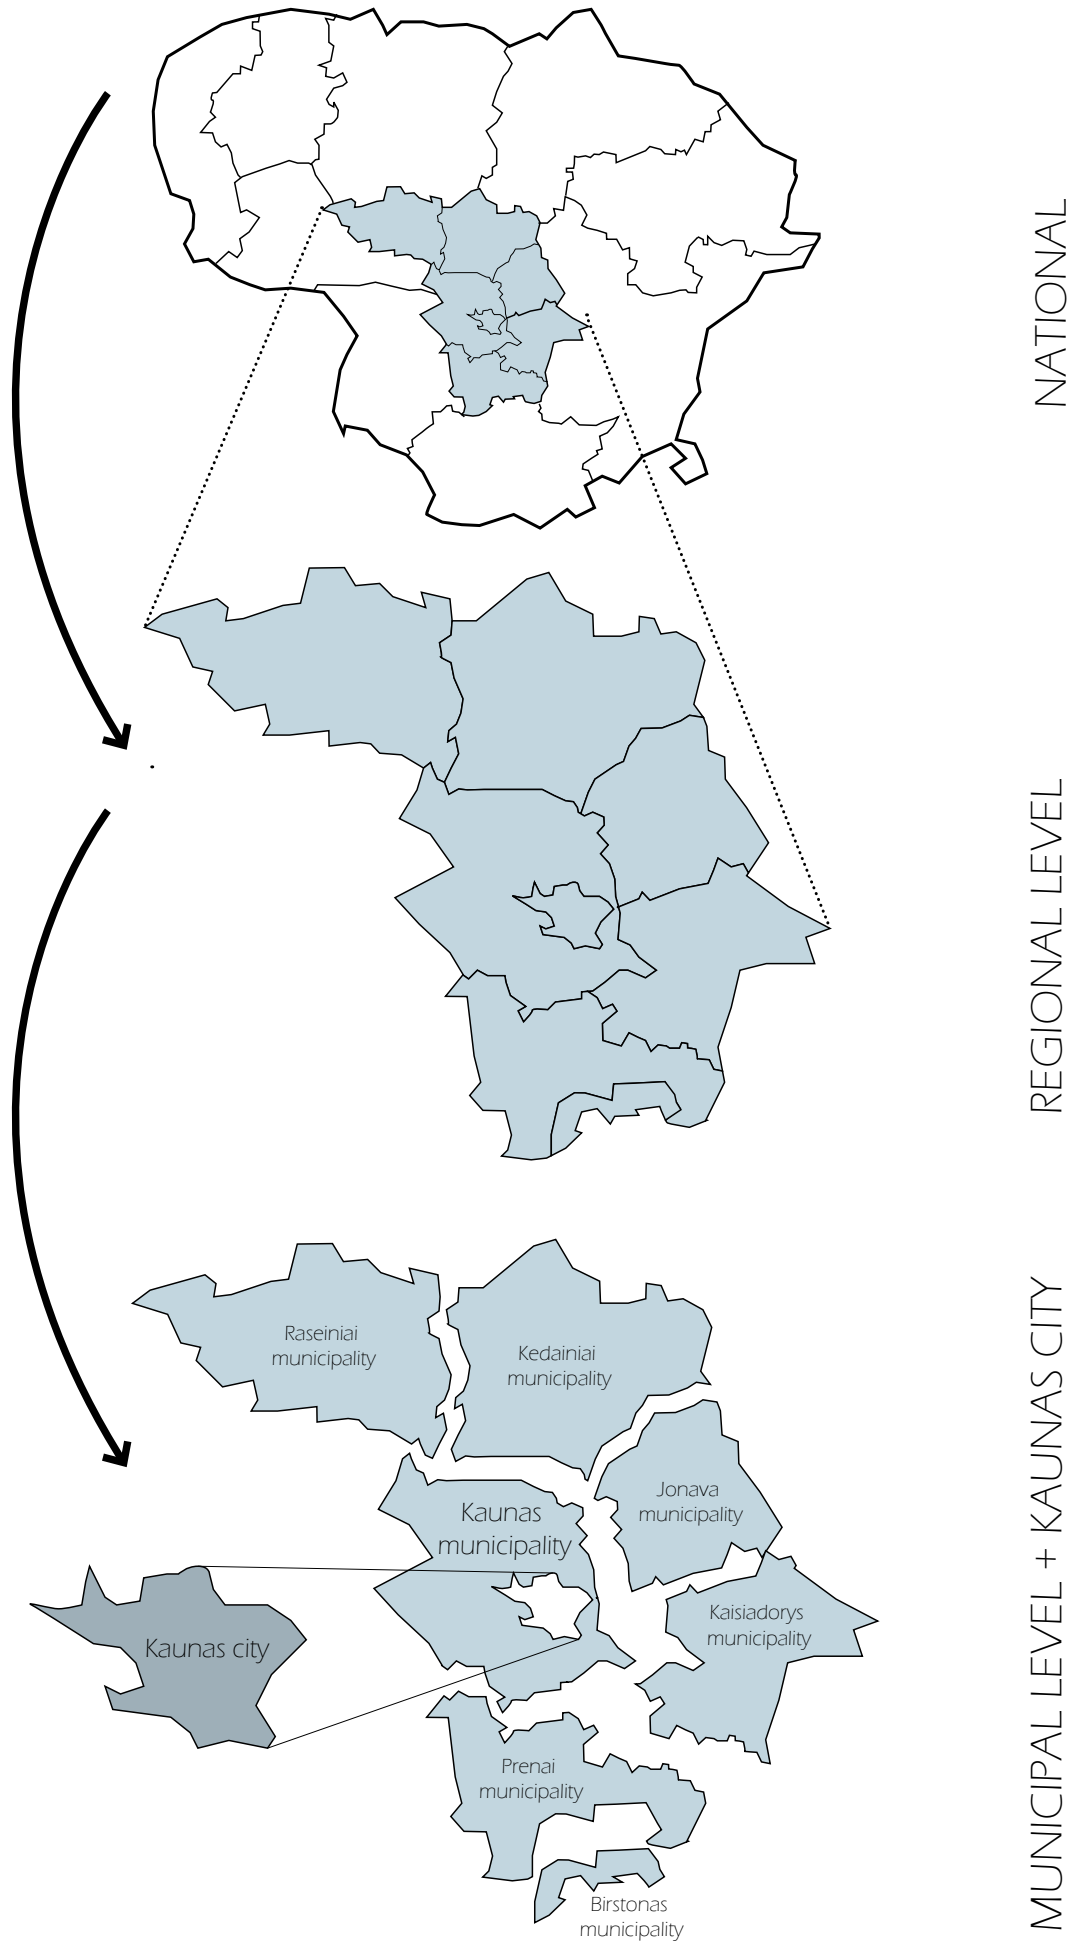 NATIONAL
REGIONAL LEVEL
MUNICIPAL LEVEL + KAUNAS CITY
Raseiniai
municipality
Kedainiai
municipality
Jonava
municipality
Kaunas
municipality
Kaisiadorys
municipality
Kaunas city
Prenai
municipality
Birstonas
municipality